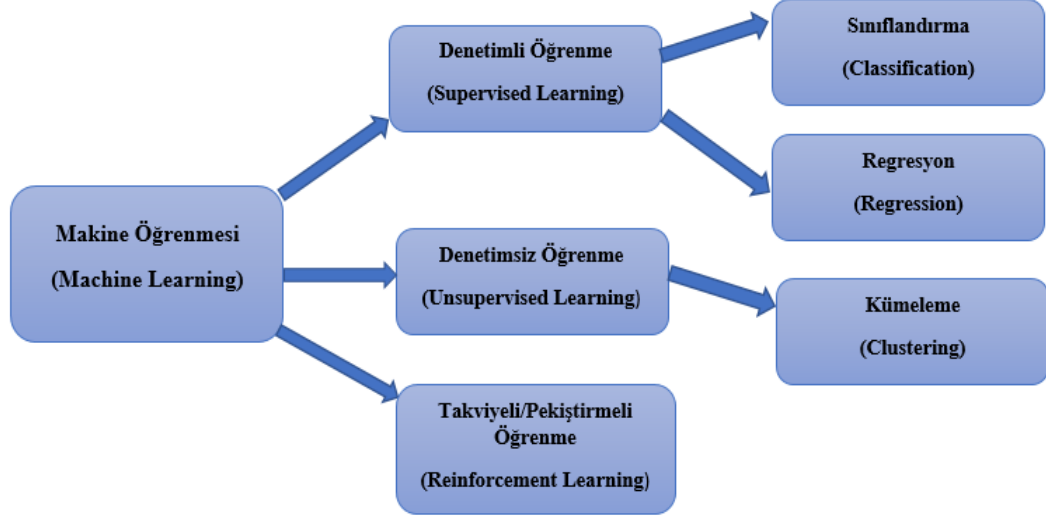 Makine Öğrenmesi
(Machine Learning)
Denetimli Öğrenme
(Supervised Learning)
Sınıflandırma
(Classification)
Regresyon
(Regression)
Denetimsiz Öğrenme
(Unsupervised Learning)
Kümeleme
(Clustering)
Takviyeli/Pekiştirmeli
Öğrenme
(Reinforcement Learning)